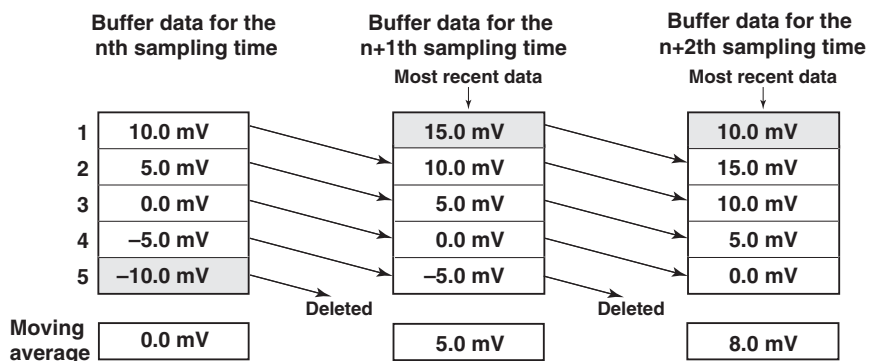 Buffer data for the
nth sampling time
Buffer data for the
n+1th sampling time
Buffer data for the
n+2th sampling time
Most recent data
Most recent data
1 10.0 mV 15.0 mV 10.0 mV
2 5.0 mV 10.0 mV 15.0 mV
3 0.0 mV 5.0 mV 10.0 mV
4 –5.0 mV 0.0 mV 5.0 mV
5 –10.0 mV –5.0 mV 0.0 mV
Deleted
Deleted
Moving
average
0.0 mV 5.0 mV 8.0 mV